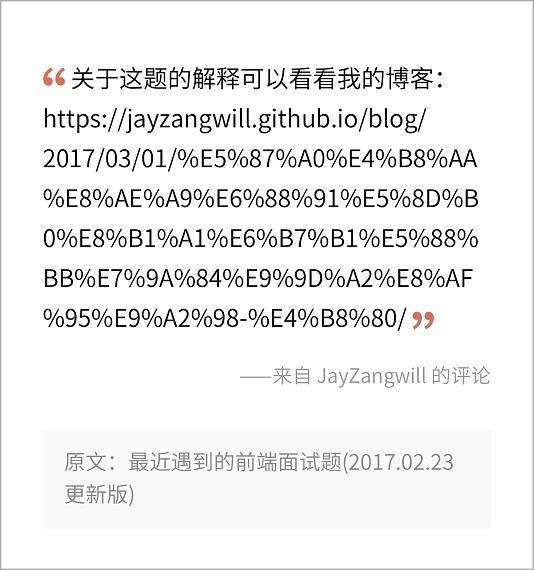 “关于这题的解释可以看看我的博客：
https://jayzangwill.github.io/blog/
2017/03/01/%E5%87%A0%E4%B8%AA
%E8%AE%A9%E6%88%91%E5%8D%B
0%E8%B1%A1%E6%B7%B1%E5%88%
BB%E7%9A%84%E9%9D%A2%E8%AF
%95%E9%A2%98-%E4%B8%80/”
——来自 JayZangwill 的评论
原文：最近遇到的前端面试题(2017.02.23
更新版)